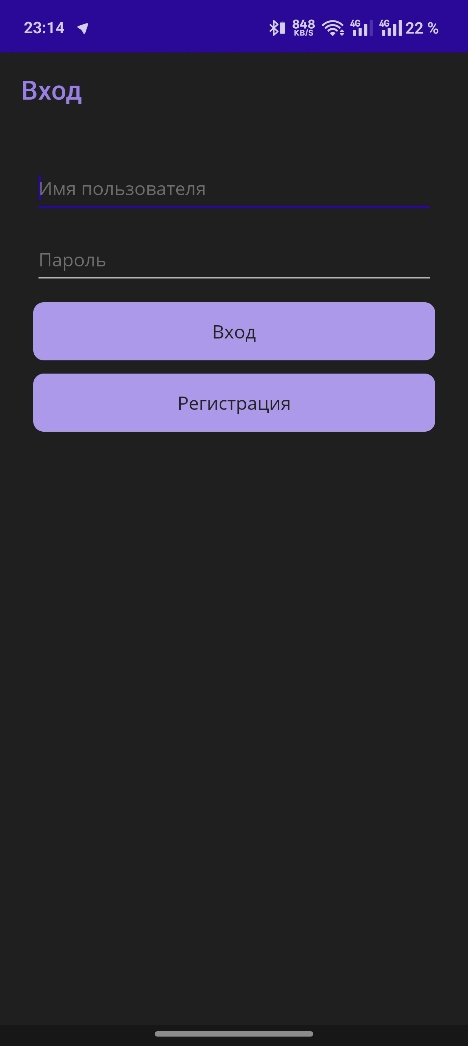 23:14 848 KB/S 4G 4G 22 %
Вход
Имя пользователя
Пароль
Вход
Регистрация